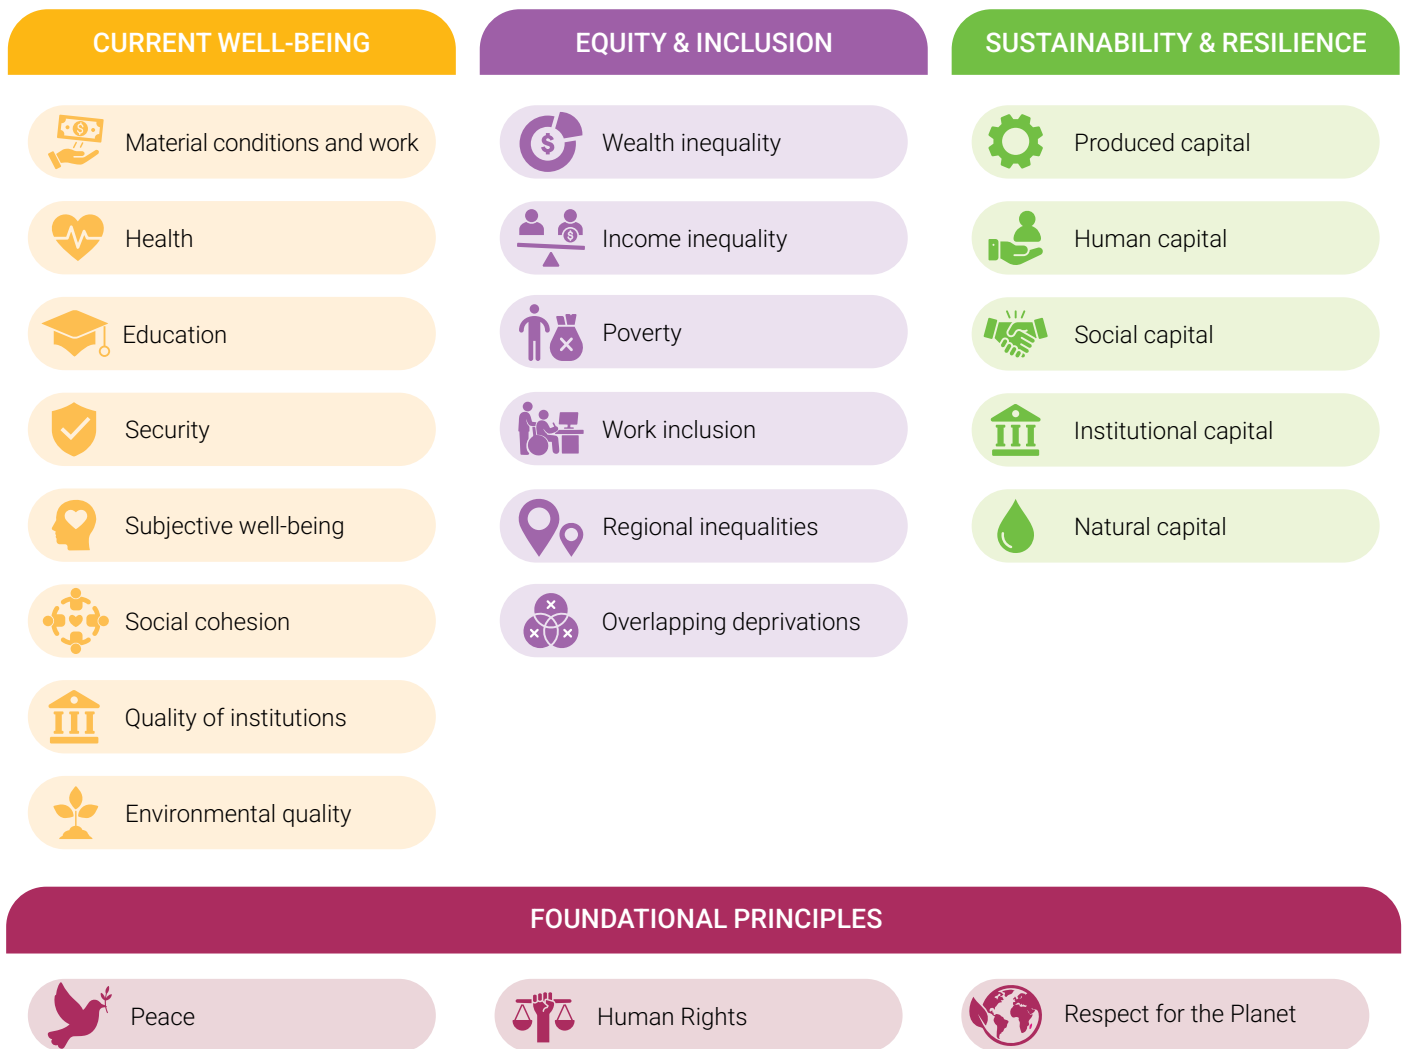 CURRENT WELL-BEING
Material conditions and work
Health
Education
Security
Subjective well-being
Social cohesion
Quality of institutions
Environmental quality
EQUITY & INCLUSION
Wealth inequality
Income inequality
Poverty
Work inclusion
Regional inequalities
Overlapping deprivations
SUSTAINABILITY & RESILIENCE
Produced capital
Human capital
Social capital
Institutional capital
Natural capital
FOUNDATIONAL PRINCIPLES
Peace
Human Rights
Respect for the Planet